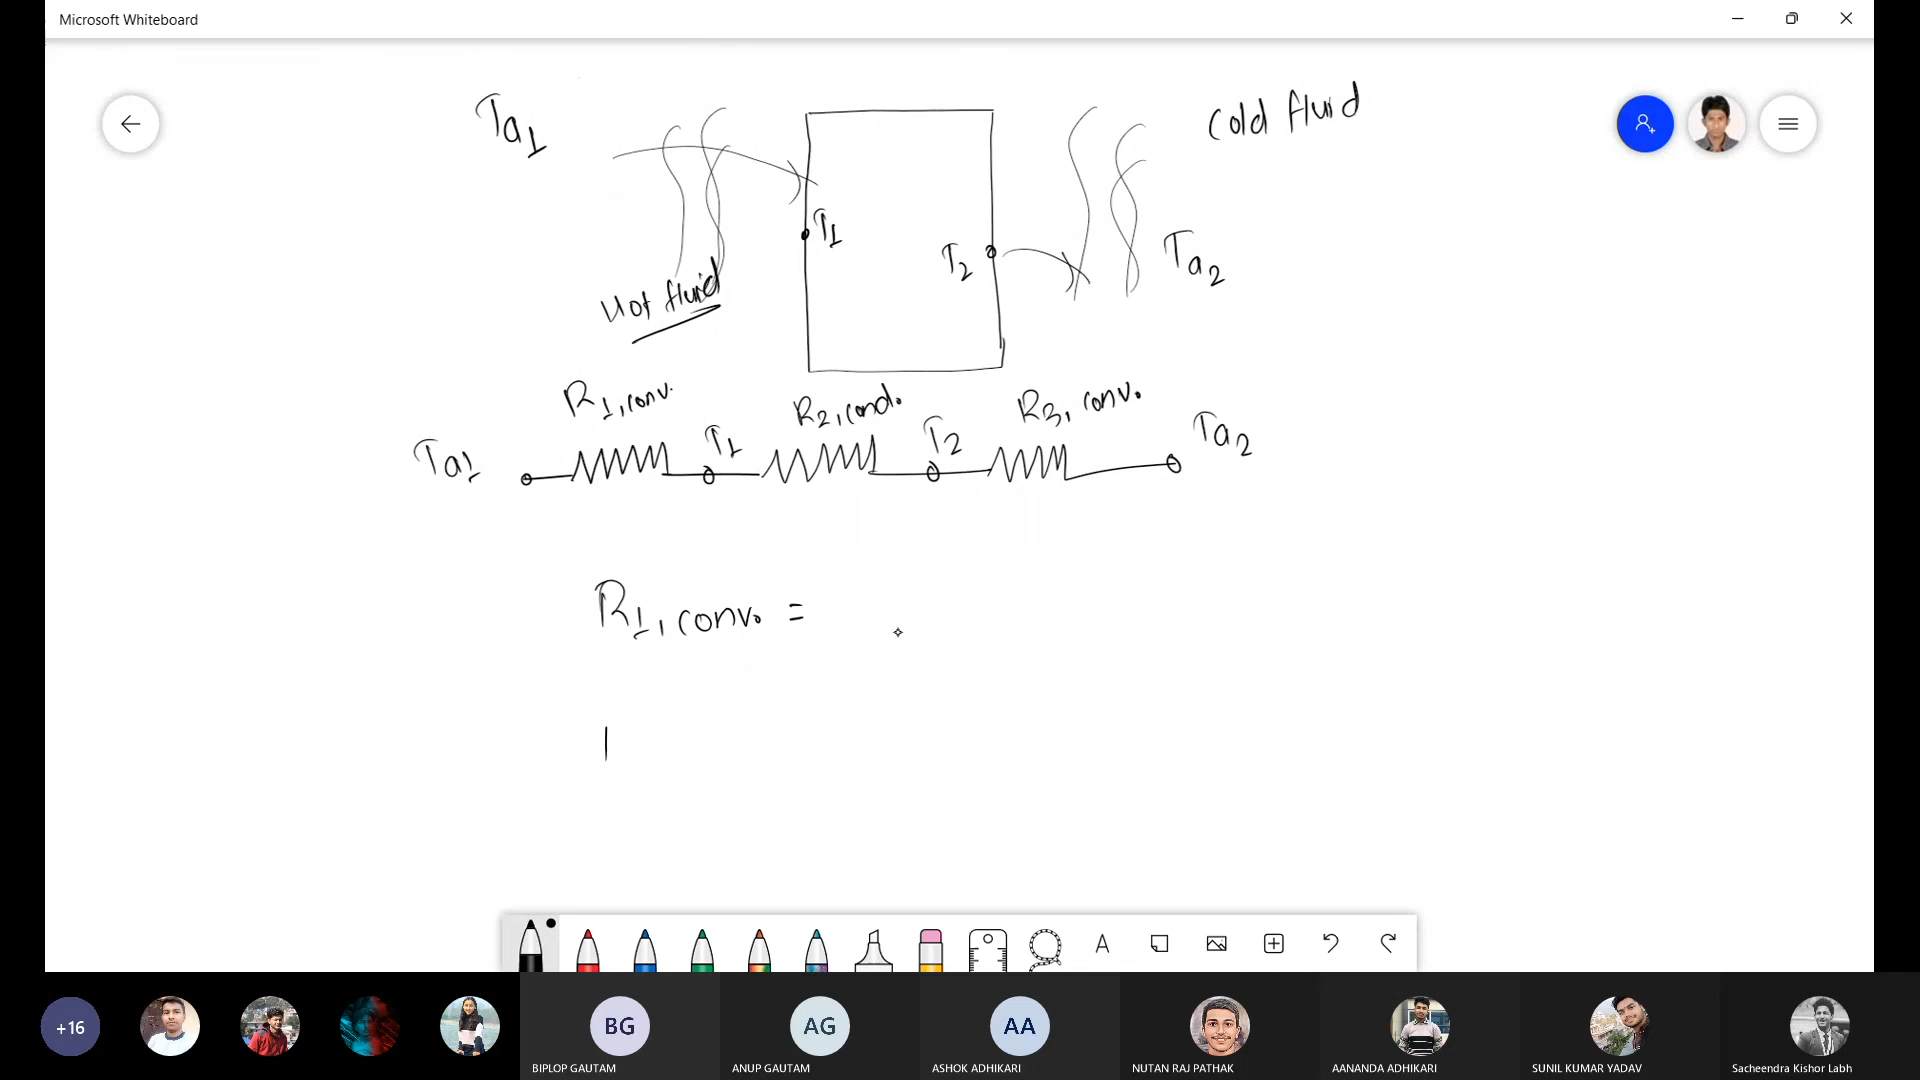 Microsoft Whiteboard
Ta1
Cold fluid
T1
T2
Ta2
Hot fluid
R1, conv.
R2, cond.
R3, conv.
Ta1
T1
T2
Ta2
R1, conv. =
A
+16
BG
AG
AA
BIPLOP GAUTAM
ANUP GAUTAM
ASHOK ADHIKARI
NUTAN RAJ PATHAK
AANANDA ADHIKARI
SUNIL KUMAR YADAV
Sacheendra Kishor Labh